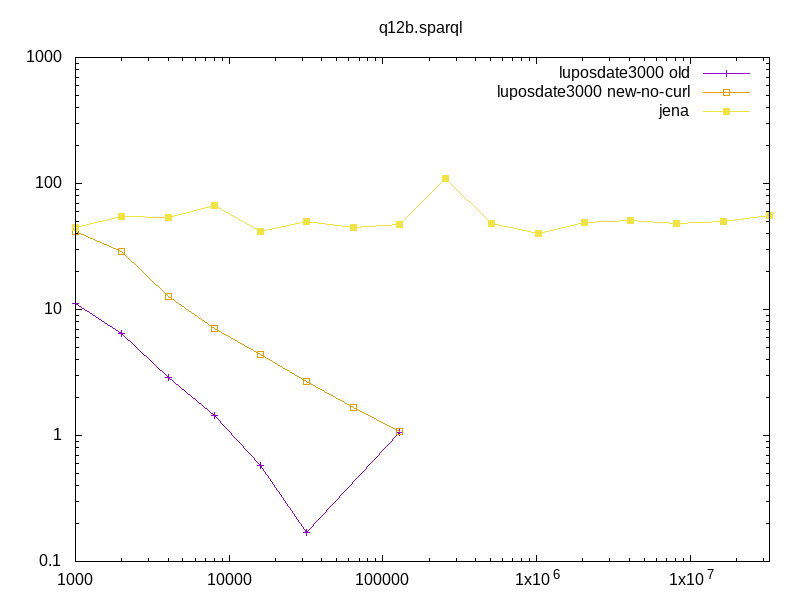 q12b.sparql
1000
luposdate3000 old
luposdate3000 new-no-curl
jena
100
10
1
0.1
1000 10000 100000 1x10^6 1x10^7